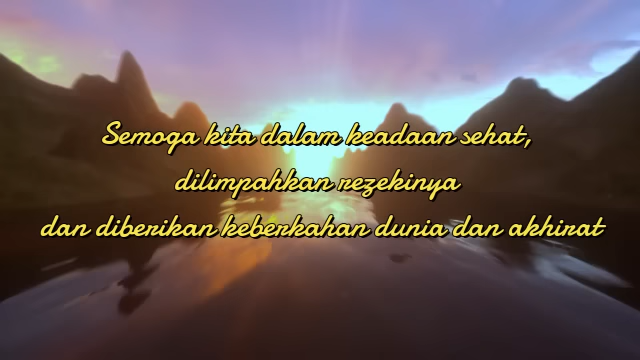 Semoga kita dalam keadaan sehat,
dilimpahkan rezekinya
dan diberikan keberkahan dunia dan akhirat